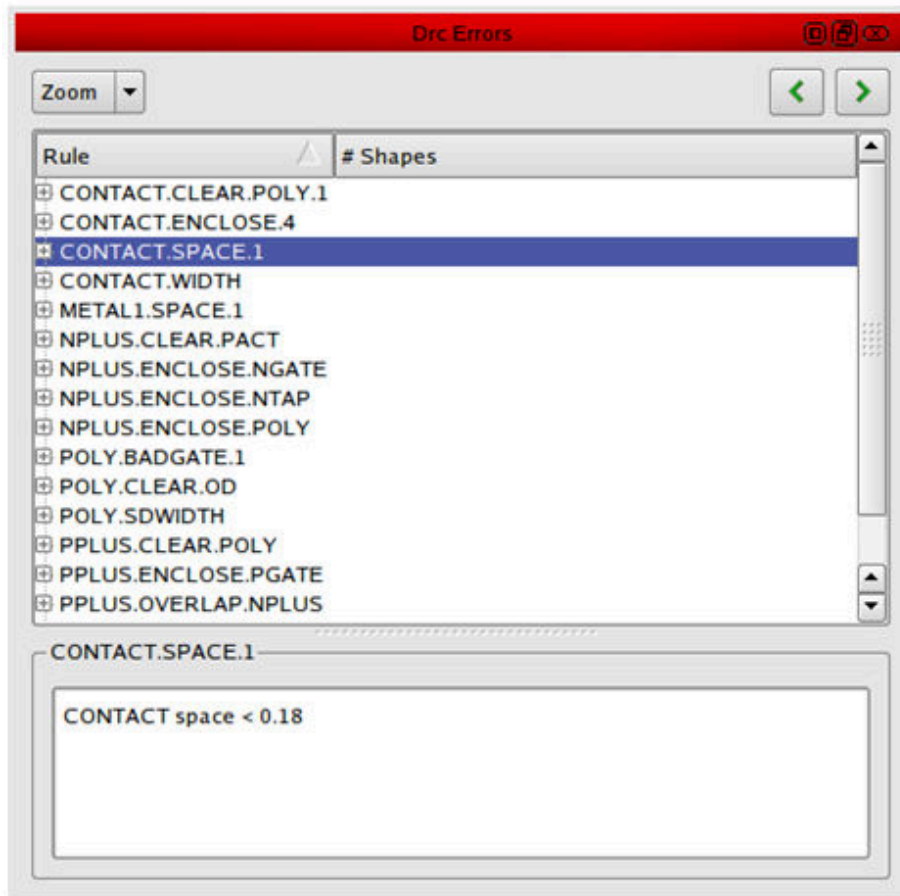 Drc Errors
Zoom
Rule # Shapes
CONTACT.CLEAR.POLY.1
CONTACT.ENCLOSE.4
CONTACT.SPACE.1
CONTACT.WIDTH
METAL1.SPACE.1
NPLUS.CLEAR.PACT
NPLUS.ENCLOSE.NGATE
NPLUS.ENCLOSE.NTAP
NPLUS.ENCLOSE.POLY
POLY.BADGATE.1
POLY.CLEAR.OD
POLY.SDWIDTH
PPLUS.CLEAR.POLY
PPLUS.ENCLOSE.PGATE
PPLUS.OVERLAP.NPLUS
CONTACT.SPACE.1
CONTACT space < 0.18